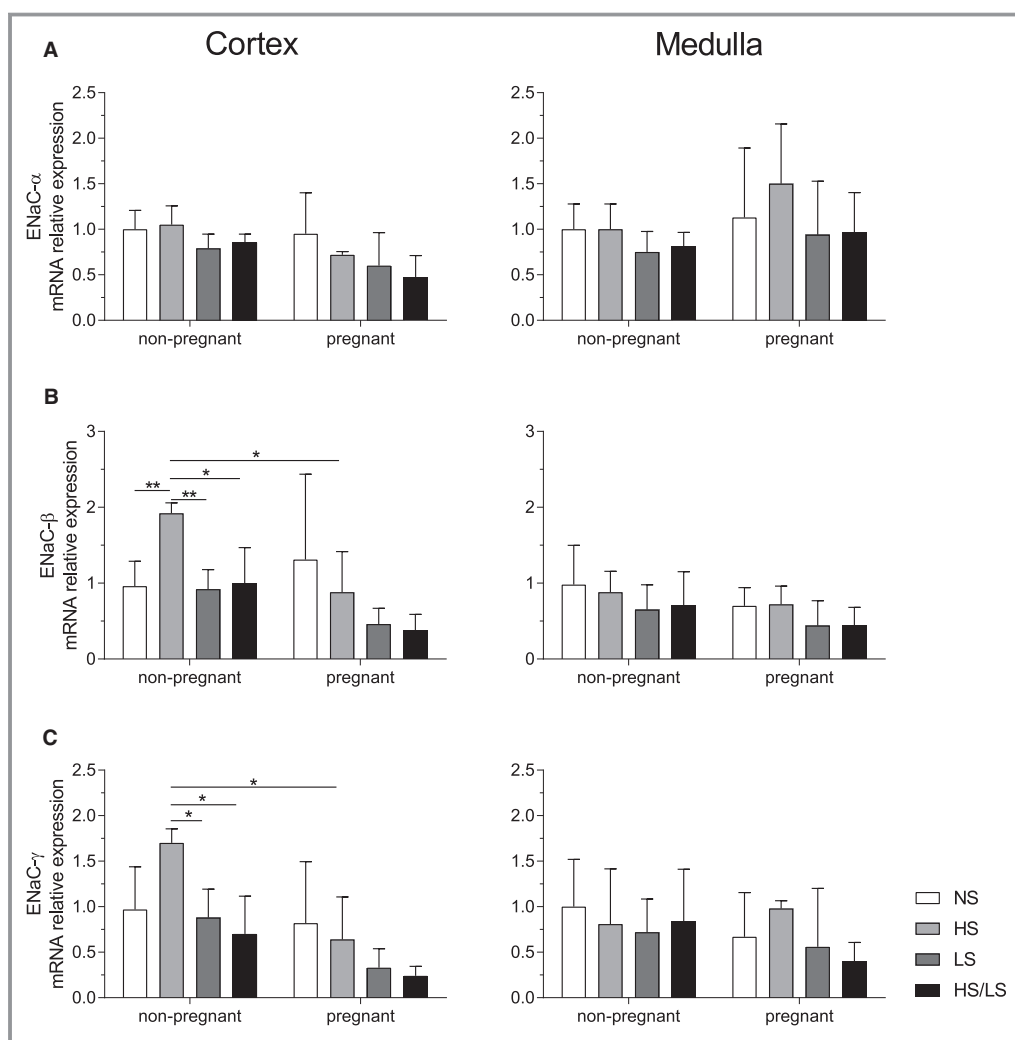 A
Cortex
Medulla
ENaC-α
mRNA relative expression
2.5
2.0
1.5
1.0
0.5
0.0
non-pregnant
pregnant
2.5
2.0
1.5
1.0
0.5
0.0
non-pregnant
pregnant
B
ENaC-β
mRNA relative expression
3
2
1
0
*
*
**
**
non-pregnant
pregnant
3
2
1
0
non-pregnant
pregnant
C
ENaC-γ
mRNA relative expression
2.5
2.0
1.5
1.0
0.5
0.0
*
*
*
non-pregnant
pregnant
2.5
2.0
1.5
1.0
0.5
0.0
non-pregnant
pregnant
NS
HS
LS
HS/LS